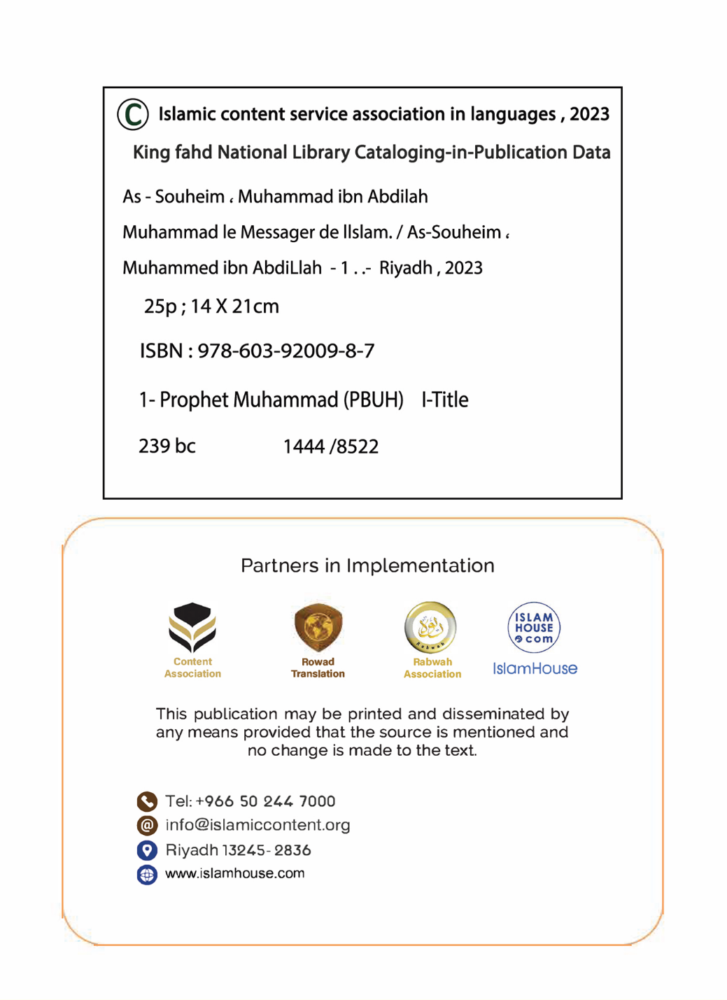 © Islamic content service association in languages , 2023
King fahd National Library Cataloging-in-Publication Data
As - Souheim ، Muhammad ibn Abdilah
Muhammad le Messager de llslam. / As-Souheim ،
Muhammed ibn AbdiLlah - 1 . .- Riyadh , 2023
25p ; 14 X 21cm
ISBN : 978-603-92009-8-7
1- Prophet Muhammad (PBUH) I-Title
239 bc 1444 /8522
Partners in Implementation
Content
Association
Rowad
Translation
ربوة
Rabwah
Rabwah
Association
ISLAM
HOUSE
com
IslamHouse
This publication may be printed and disseminated by
any means provided that the source is mentioned and
no change is made to the text.
Tel: +966 50 244 7000
@ info@islamiccontent.org
Riyadh 13245- 2836
www.islamhouse.com